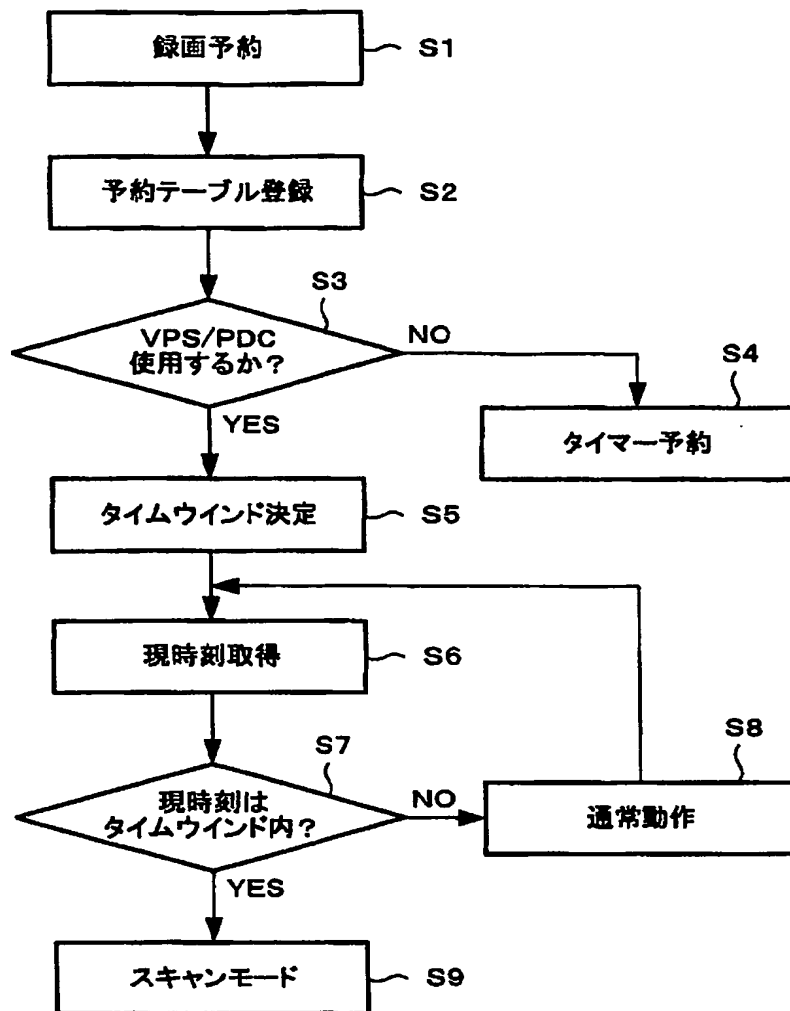 録画予約
S1
予約テーブル登録
S2
S3
VPS/PDC
使用するか？
NO
S4
タイマー予約
YES
タイムウインド決定
S5
現時刻取得
S6
S7
現時刻は
タイムウインド内？
NO
S8
通常動作
YES
スキャンモード
S9